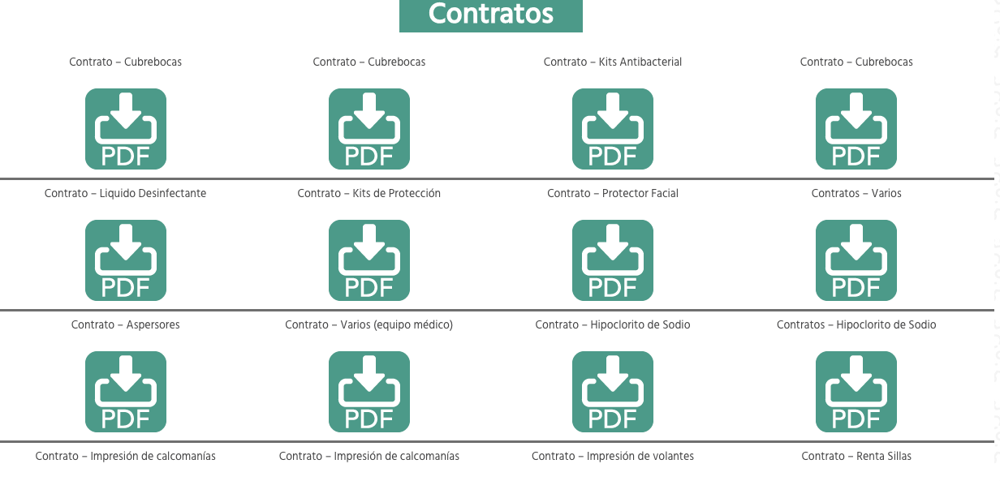 Contratos
Contrato – Cubrebocas
Contrato – Cubrebocas
Contrato – Kits Antibacterial
Contrato – Cubrebocas
PDF
PDF
PDF
PDF
Contrato – Liquido Desinfectante
Contrato – Kits de Protección
Contrato – Protector Facial
Contratos – Varios
PDF
PDF
PDF
PDF
Contrato – Aspersores
Contrato – Varios (equipo médico)
Contrato – Hipoclorito de Sodio
Contratos – Hipoclorito de Sodio
PDF
PDF
PDF
PDF
Contrato – Impresión de calcomanías
Contrato – Impresión de calcomanías
Contrato – Impresión de volantes
Contrato – Renta Sillas